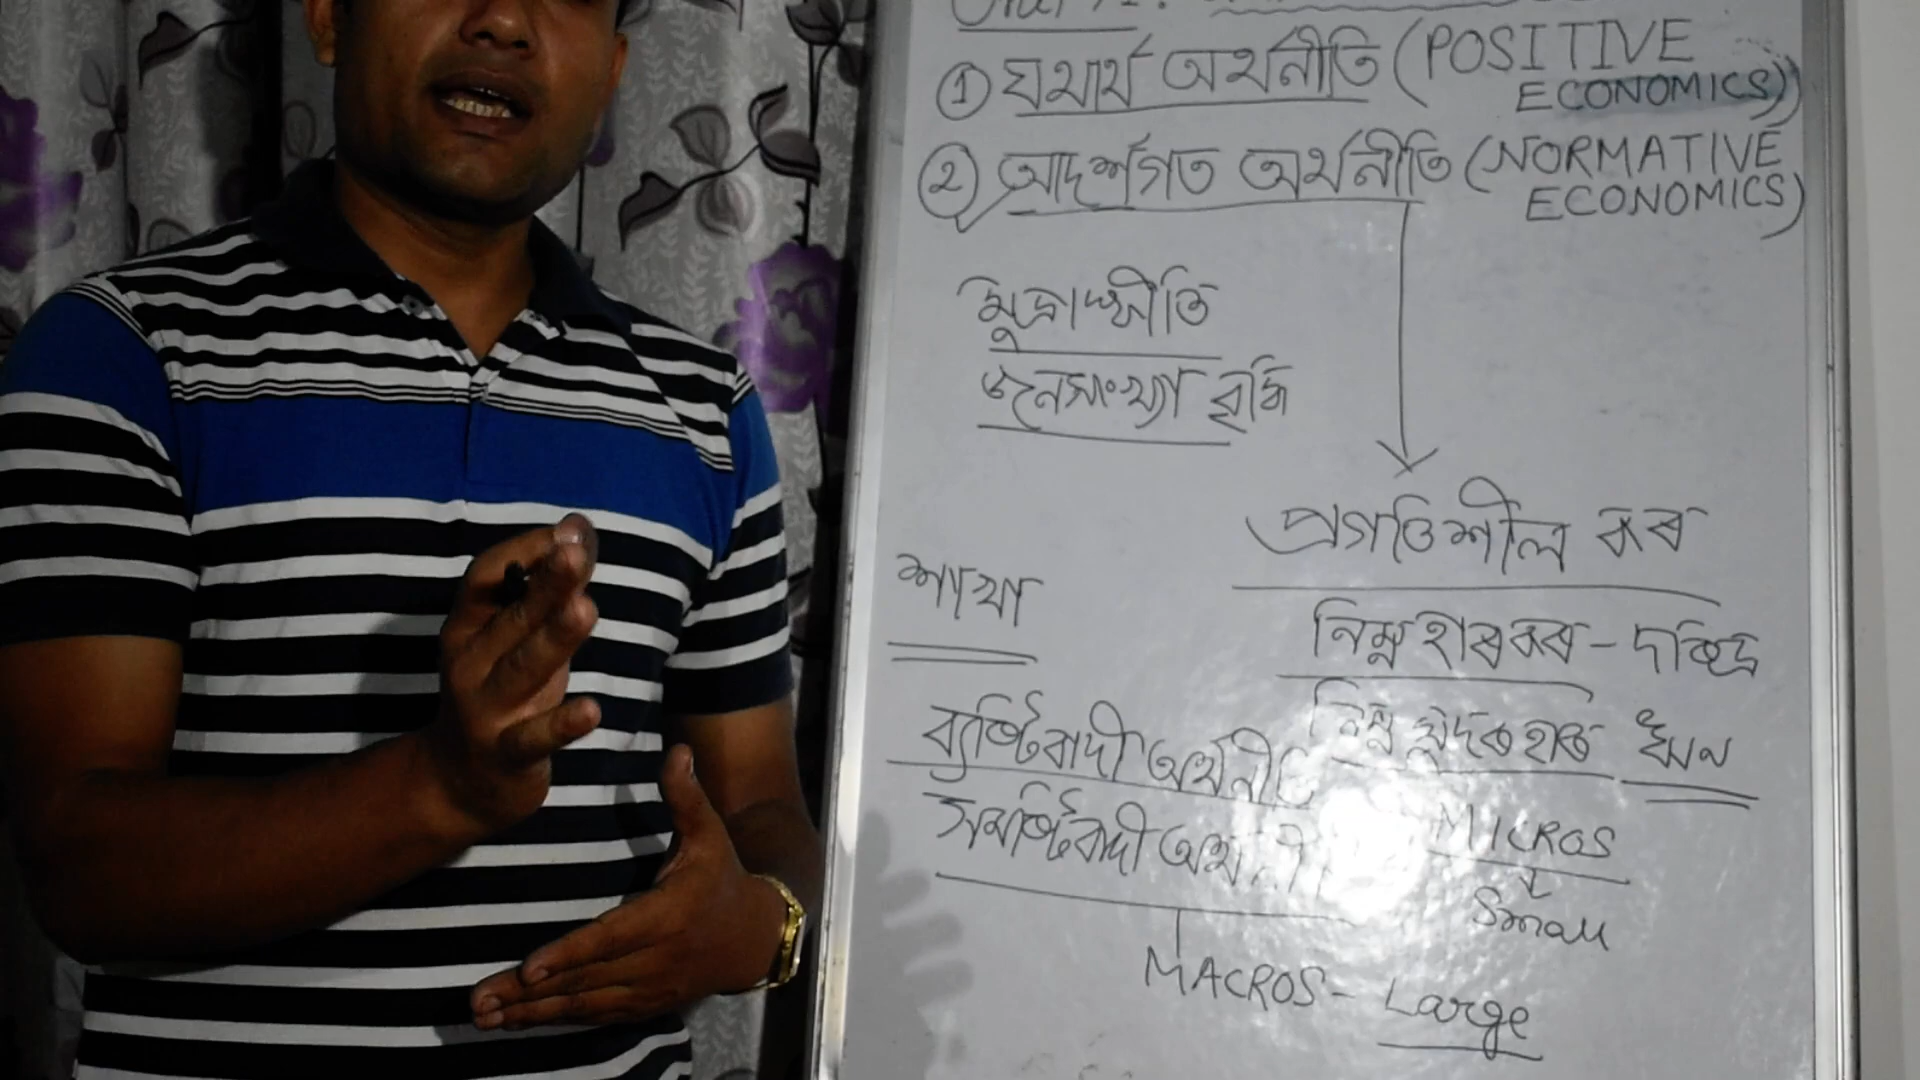 ① যথাৰ্থ অৰ্থনীতি (POSITIVE
ECONOMICS)
② আদৰ্শগত অৰ্থনীতি (NORMATIVE
ECONOMICS)
মুদ্ৰাস্ফীতি
জনসংখ্যা বৃদ্ধি
প্ৰগতিশীল কৰ
শাখা
নিম্ন হাৰ কৰ - দৰিদ্ৰ
নিম্ন সুদৰ হাৰ ঋণ
ব্যষ্টিবাদী অৰ্থনীতি
সমষ্টিবাদী
MICROS
Small
MACROS - Large